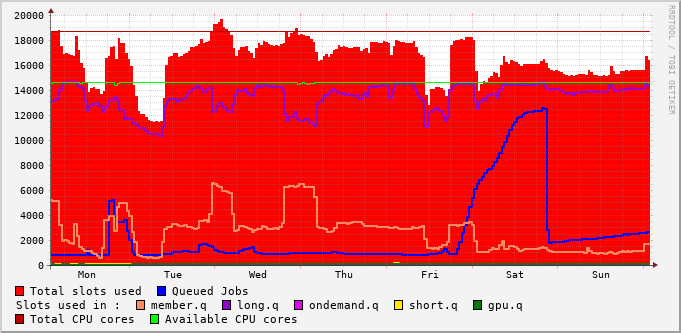 20000
18000
16000
14000
12000
10000
8000
6000
4000
2000
0
Mon Tue Wed Thu Fri Sat Sun
RRDTOOL / TOBI OETIKER
Total slots used Queued Jobs
Slots used in : member.q long.q ondemand.q short.q gpu.q
Total CPU cores Available CPU cores